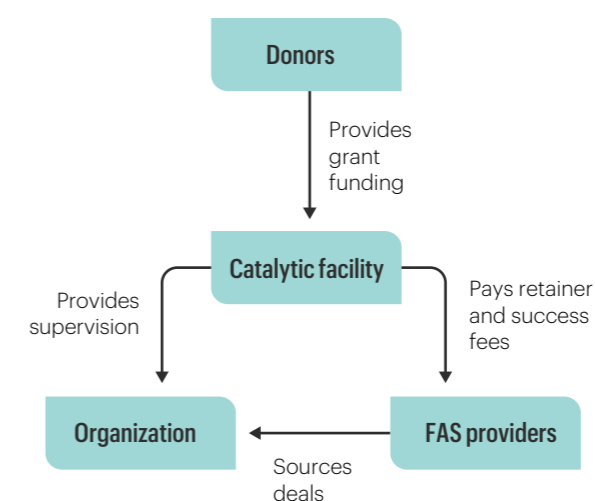 Donors
Provides
grant
funding
Catalytic facility
Provides
supervision
Pays retainer
and success
fees
Organization
FAS providers
Sources
deals